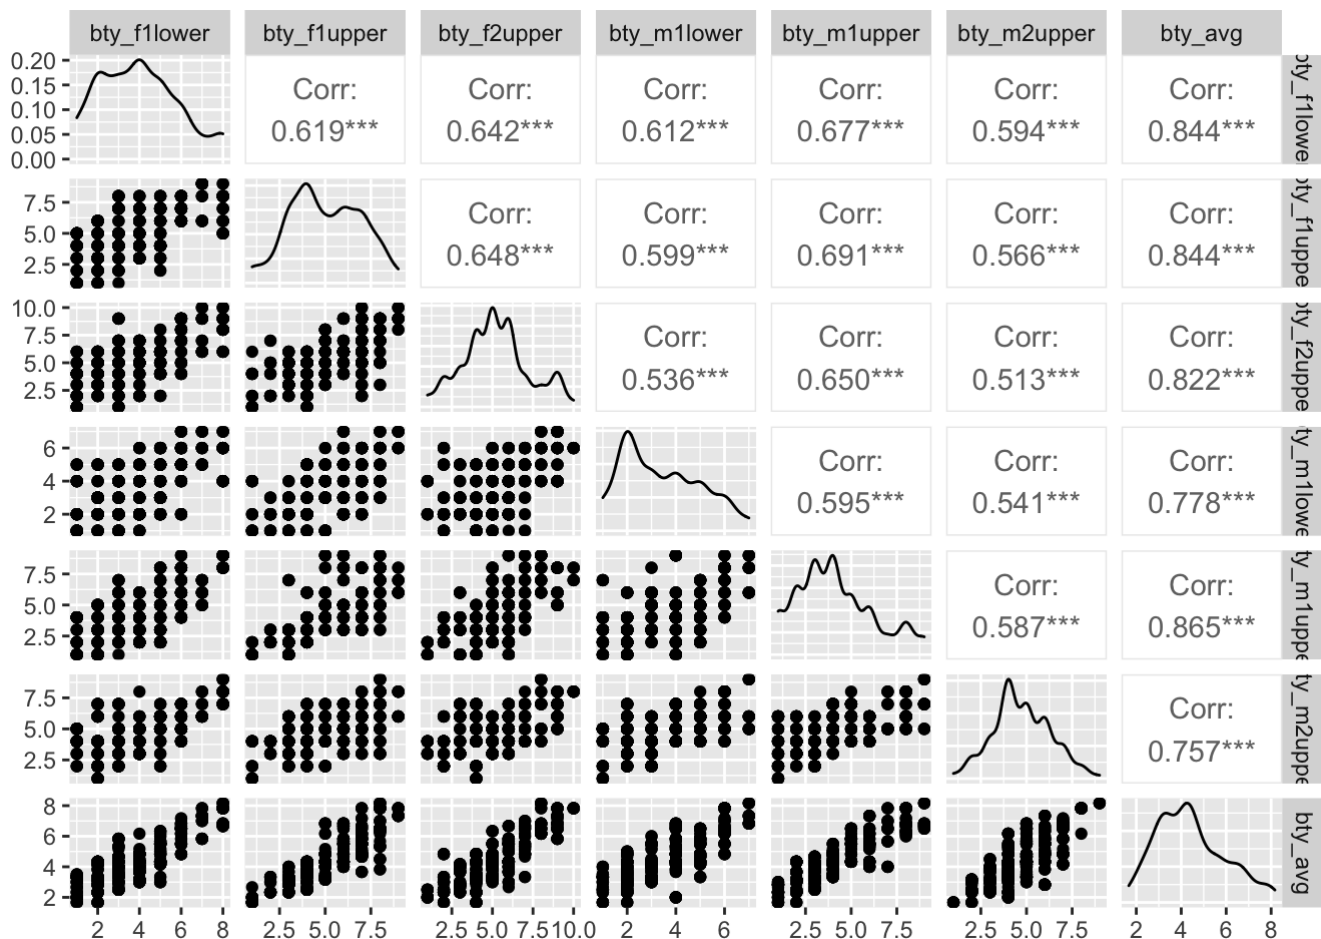 bty_f1lower bty_f1upper bty_f2upper bty_m1lower bty_m1upper bty_m2upper bty_avg
0.20
0.15
0.10
0.05
0.00
Corr: Corr: Corr: Corr: Corr: Corr:
0.619*** 0.642*** 0.612*** 0.677*** 0.594*** 0.844***
bty_f1lowe
7.5
5.0
2.5
Corr: Corr: Corr: Corr: Corr:
0.648*** 0.599*** 0.691*** 0.566*** 0.844***
bty_f1uppe
10.0
7.5
5.0
2.5
Corr: Corr: Corr: Corr:
0.536*** 0.650*** 0.513*** 0.822***
bty_f2uppe
6
4
2
Corr: Corr: Corr:
0.595*** 0.541*** 0.778***
ty_m1lowe
7.5
5.0
2.5
Corr: Corr:
0.587*** 0.865***
ty_m1uppe
7.5
5.0
2.5
Corr:
0.757***
ty_m2uppe
8
6
4
2
bty_avg
2 4 6 8 2.5 5.0 7.5 2.5 5.0 7.5 10.0 2 4 6 2.5 5.0 7.5 2.5 5.0 7.5 2 4 6 8